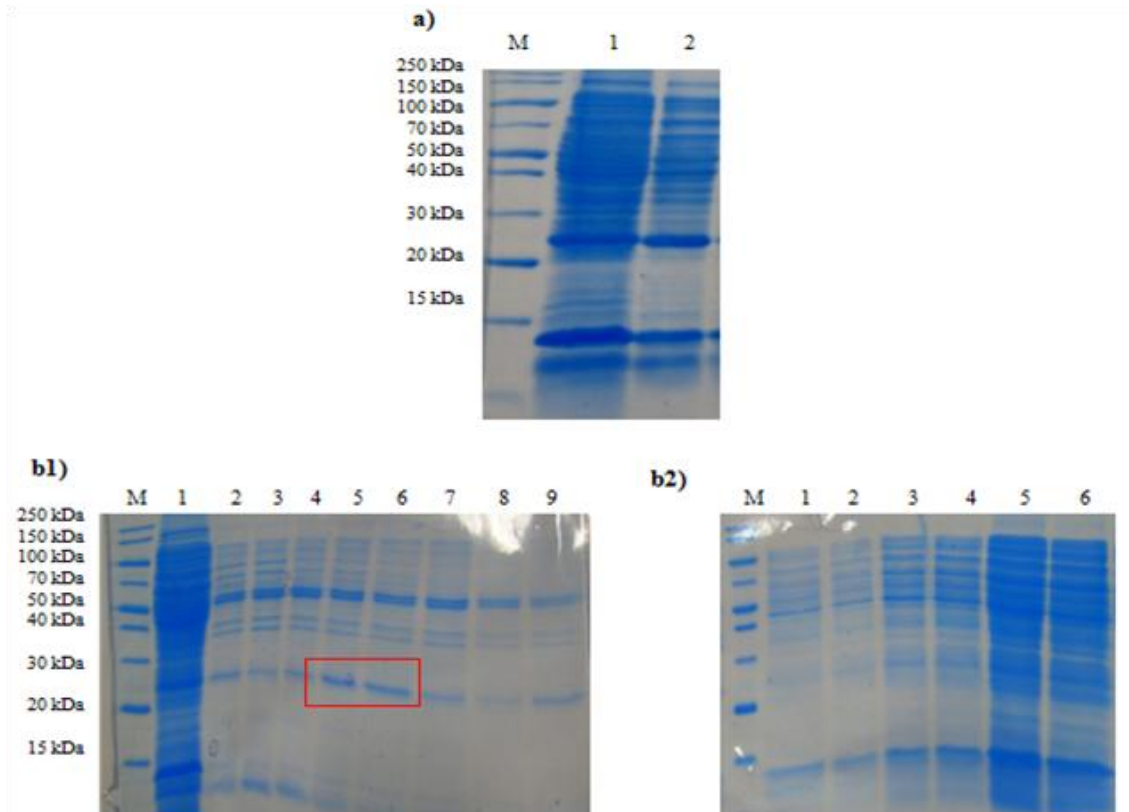 a)
M 1 2
250 kDa
150 kDa
100 kDa
70 kDa
50 kDa
40 kDa
30 kDa
20 kDa
15 kDa
b1)
M 1 2 3 4 5 6 7 8 9
250 kDa
150 kDa
100 kDa
70 kDa
50 kDa
40 kDa
30 kDa
20 kDa
15 kDa
b2)
M 1 2 3 4 5 6